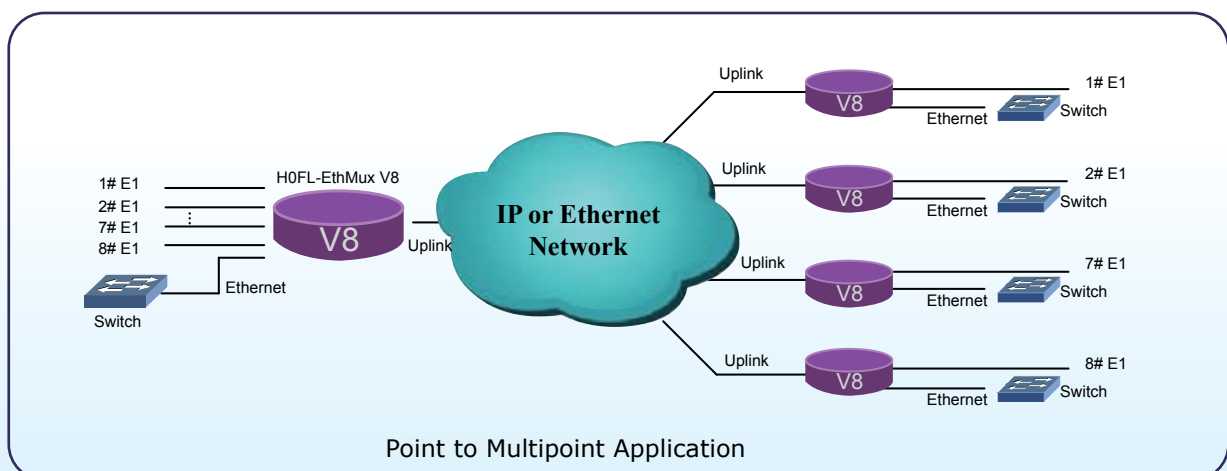 H0FL-EthMux V8
1# E1
2# E1
7# E1
8# E1
V8
Uplink
Ethernet
Switch
IP or Ethernet
Network
Uplink
V8
1# E1
Ethernet
Switch
Uplink
V8
2# E1
Ethernet
Switch
Uplink
V8
7# E1
Ethernet
Switch
Uplink
V8
8# E1
Ethernet
Switch
Point to Multipoint Application